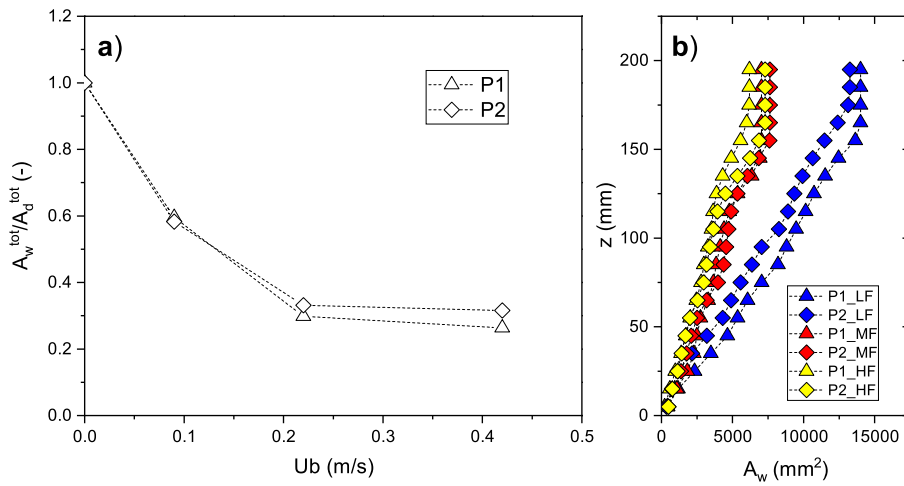 a)
1.2
1.0
0.8
0.6
0.4
0.2
0.0
A_w^tot/A_d^tot (-)
P1
P2
0.0 0.1 0.2 0.3 0.4 0.5
Ub (m/s)
b)
200
150
100
50
0
z (mm)
P1_LF
P2_LF
P1_MF
P2_MF
P1_HF
P2_HF
0 5000 10000 15000
A_w (mm²)